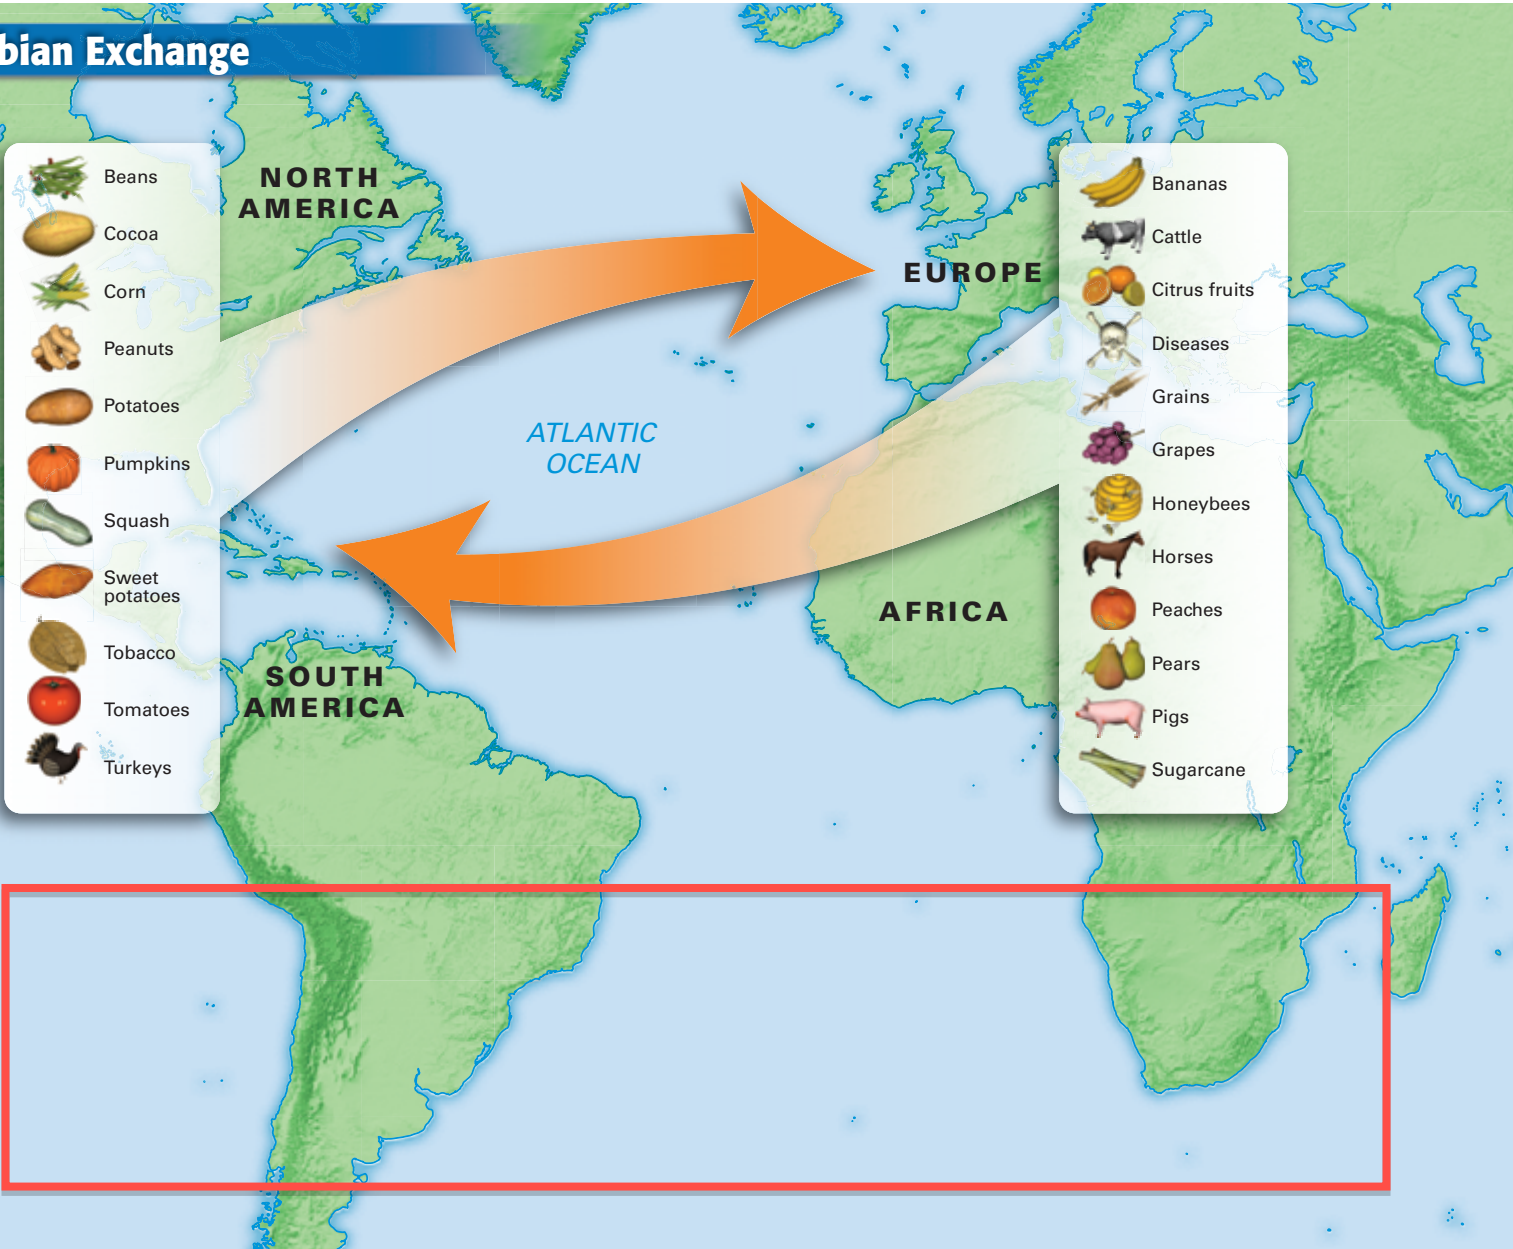 bian Exchange
NORTH
AMERICA
EUROPE
ATLANTIC
OCEAN
AFRICA
SOUTH
AMERICA
Beans
Cocoa
Corn
Peanuts
Potatoes
Pumpkins
Squash
Sweet
potatoes
Tobacco
Tomatoes
Turkeys
Bananas
Cattle
Citrus fruits
Diseases
Grains
Grapes
Honeybees
Horses
Peaches
Pears
Pigs
Sugarcane